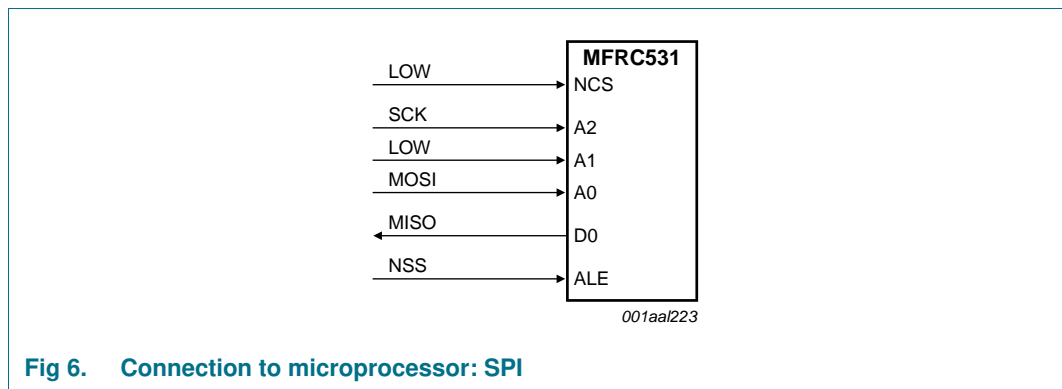 MFRC531
LOW
NCS
SCK
A2
LOW
A1
MOSI
A0
MISO
D0
NSS
ALE
001aal223
Fig 6. Connection to microprocessor: SPI